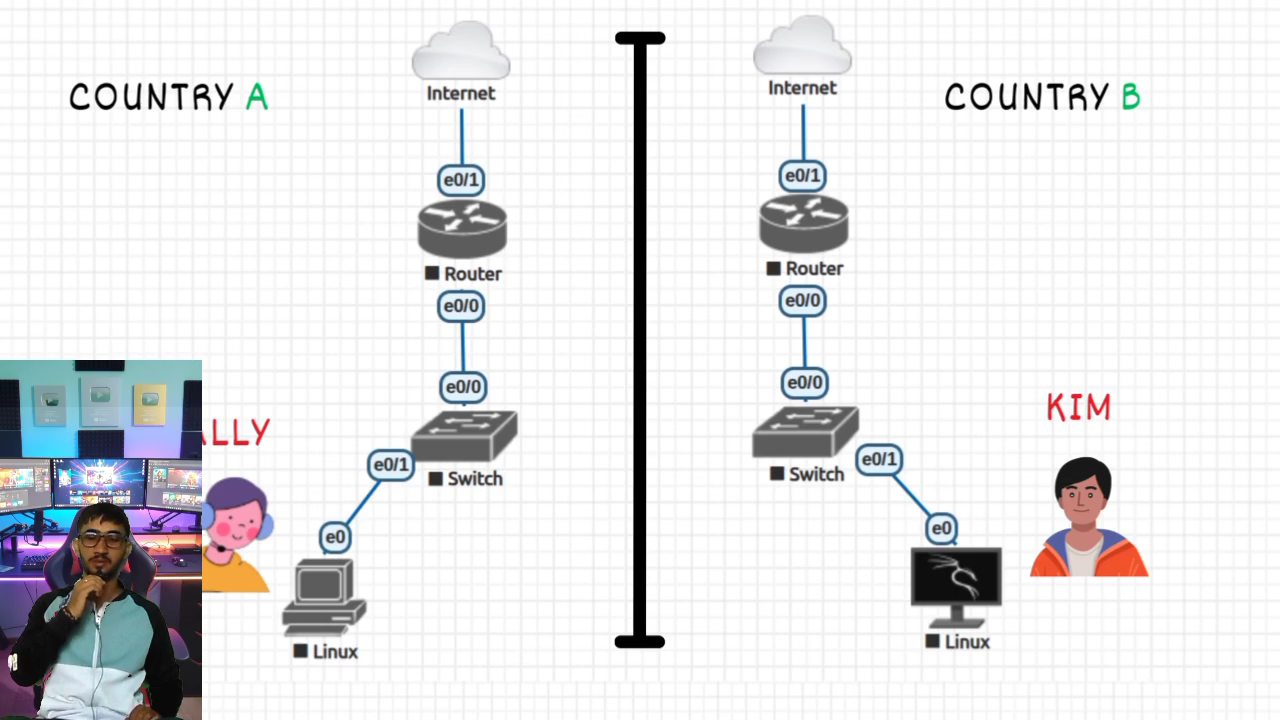 COUNTRY A
Internet
e0/1
Router
e0/0
e0/0
Switch
e0/1
e0
Linux
ALLY
Internet
COUNTRY B
e0/1
Router
e0/0
e0/0
Switch
e0/1
e0
Linux
KIM